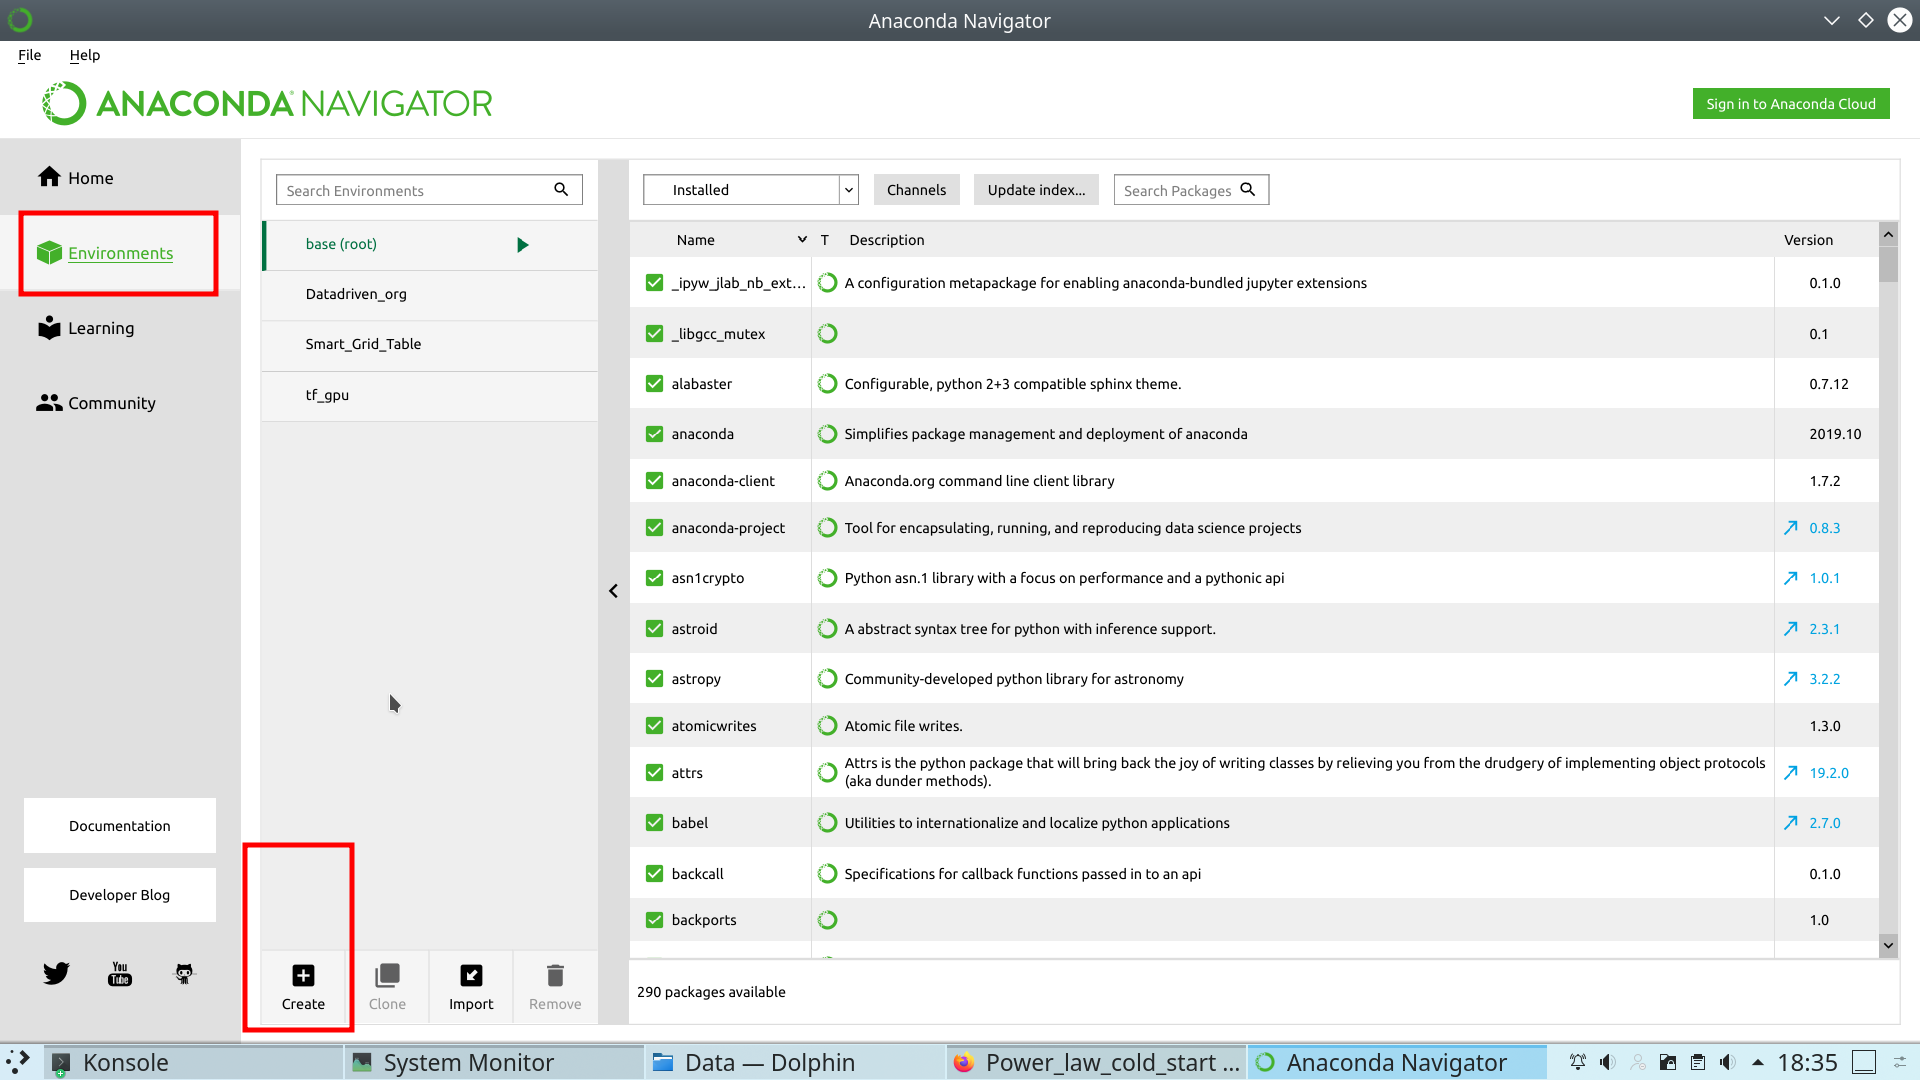 Anaconda Navigator
File Help
ANACONDA NAVIGATOR
Sign in to Anaconda Cloud
Home
Environments
Learning
Community
Documentation
Developer Blog
You
Tube
Search Environments
base (root)
Datadriven_org
Smart_Grid_Table
tf_gpu
Create Clone Import Remove
Installed Channels Update index... Search Packages
Name T Description Version
_ipyw_jlab_nb_ext... A configuration metapackage for enabling anaconda-bundled jupyter extensions 0.1.0
_libgcc_mutex 0.1
alabaster Configurable, python 2+3 compatible sphinx theme. 0.7.12
anaconda Simplifies package management and deployment of anaconda 2019.10
anaconda-client Anaconda.org command line client library 1.7.2
anaconda-project Tool for encapsulating, running, and reproducing data science projects 0.8.3
asn1crypto Python asn.1 library with a focus on performance and a pythonic api 1.0.1
astroid A abstract syntax tree for python with inference support. 2.3.1
astropy Community-developed python library for astronomy 3.2.2
atomicwrites Atomic file writes. 1.3.0
attrs Attrs is the python package that will bring back the joy of writing classes by relieving you from the drudgery of implementing object protocols
(aka dunder methods). 19.2.0
babel Utilities to internationalize and localize python applications 2.7.0
backcall Specifications for callback functions passed in to an api 0.1.0
backports 1.0
290 packages available
Konsole System Monitor Data — Dolphin Power_law_cold_start ... Anaconda Navigator 18:35